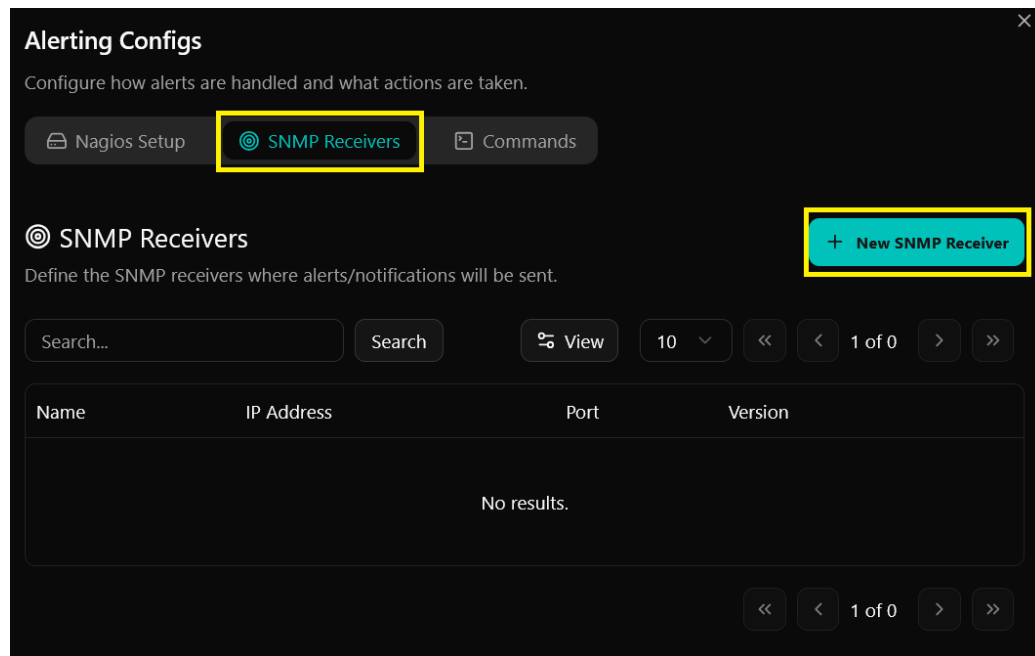 Alerting Configs
Configure how alerts are handled and what actions are taken.
Nagios Setup SNMP Receivers Commands
SNMP Receivers
+ New SNMP Receiver
Define the SNMP receivers where alerts/notifications will be sent.
Search... Search View 10 1 of 0
Name IP Address Port Version
No results.
1 of 0